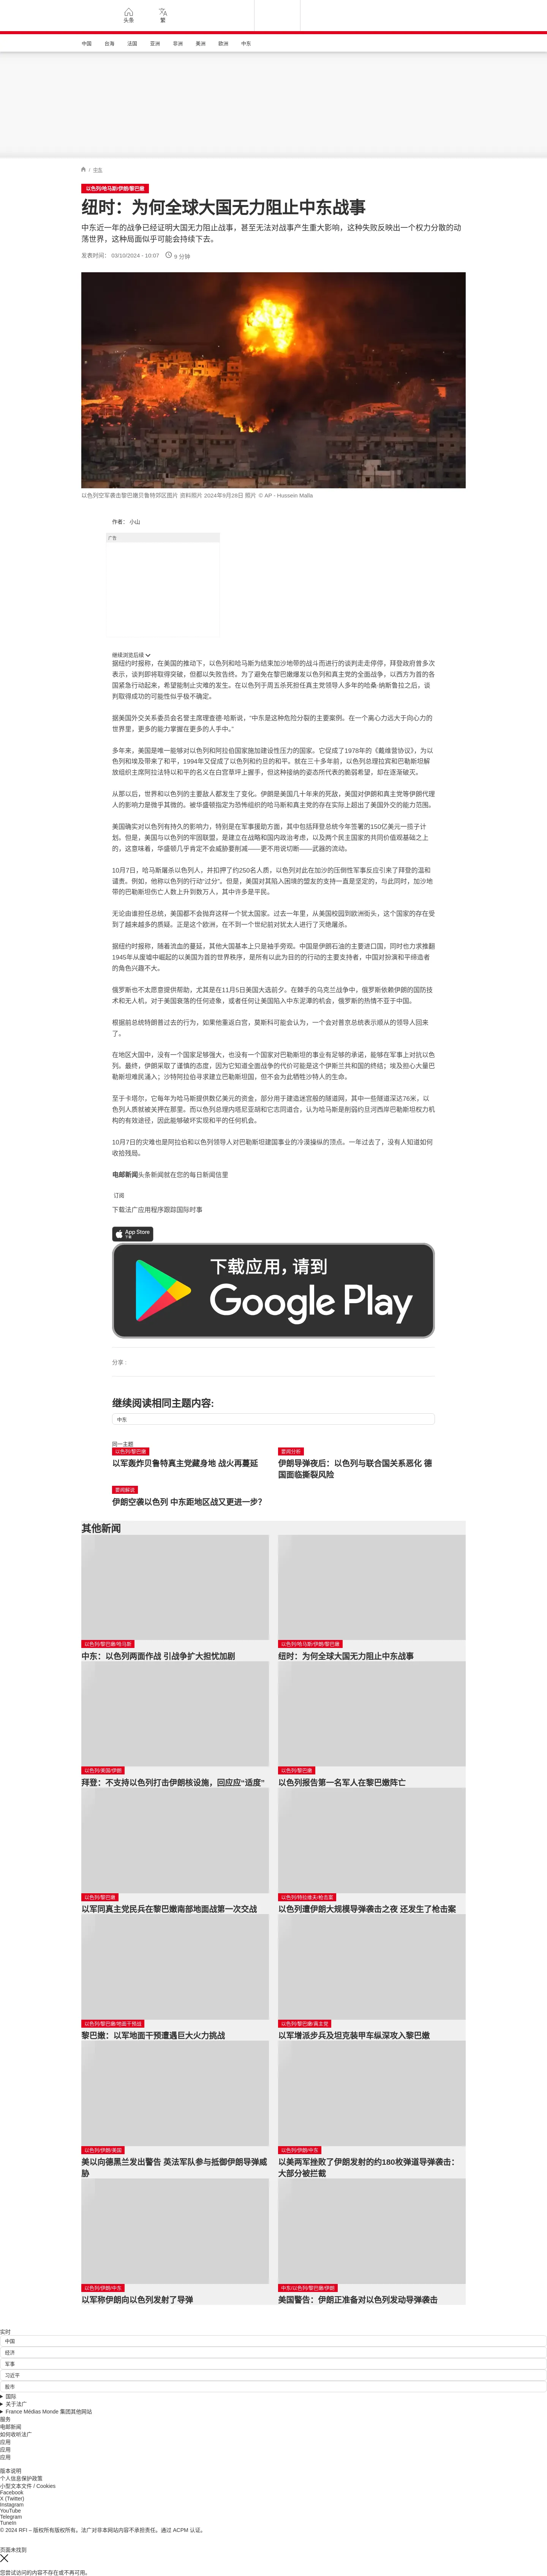 头条
繁
中国
台海
法国
亚洲
非洲
美洲
欧洲
中东
/ 中东
以色列/哈马斯/伊朗/黎巴嫩
纽时：为何全球大国无力阻止中东战事
中东近一年的战争已经证明大国无力阻止战事，甚至无法对战事产生重大影响，这种失败反映出一个权力分散的动
荡世界，这种局面似乎可能会持续下去。
发表时间： 03/10/2024 - 10:07
9 分钟
以色列空军袭击黎巴嫩贝鲁特郊区图片 资料照片 2024年9月28日 照片 © AP - Hussein Malla
作者： 小山
广告
继续浏览后续
据纽约时报称，在美国的推动下，以色列和哈马斯为结束加沙地带的战斗而进行的谈判走走停停，拜登政府曾多次
表示，谈判即将取得突破，但都以失败告终。为了避免在黎巴嫩爆发以色列和真主党的全面战争，以西方为首的各
国紧急行动起来，希望能制止灾难的发生。在以色列于周五杀死担任真主党领导人多年的哈桑·纳斯鲁拉之后，谈
判取得成功的可能性似乎极不确定。
据美国外交关系委员会名誉主席理查德·哈斯说，“中东是这种危险分裂的主要案例。在一个离心力远大于向心力的
世界里，更多的能力掌握在更多的人手中。”
多年来，美国是唯一能够对以色列和阿拉伯国家施加建设性压力的国家。它促成了1978年的《戴维营协议》，为以
色列和埃及带来了和平，1994年又促成了以色列和约旦的和平。就在三十多年前，以色列总理拉宾和巴勒斯坦解
放组织主席阿拉法特以和平的名义在白宫草坪上握手，但这种接纳的姿态所代表的脆弱希望，却在逐渐破灭。
从那以后，世界和以色列的主要敌人都发生了变化。伊朗是美国几十年来的死敌，美国对伊朗和真主党等伊朗代理
人的影响力是微乎其微的。被华盛顿指定为恐怖组织的哈马斯和真主党的存在实际上超出了美国外交的能力范围。
美国确实对以色列有持久的影响力，特别是在军事援助方面，其中包括拜登总统今年签署的150亿美元一揽子计
划。但是，美国与以色列的牢固联盟，是建立在战略和国内政治考虑，以及两个民主国家的共同价值观基础之上
的，这意味着，华盛顿几乎肯定不会威胁要削减——更不用说切断——武器的流动。
10月7日，哈马斯屠杀以色列人，并扣押了约250名人质，以色列对此在加沙的压倒性军事反应引来了拜登的温和
谴责。例如，他称以色列的行动“过分”。但是，美国对其陷入困境的盟友的支持一直是坚定的，与此同时，加沙地
带的巴勒斯坦伤亡人数上升到数万人，其中许多是平民。
无论由谁担任总统，美国都不会抛弃这样一个犹太国家。过去一年里，从美国校园到欧洲街头，这个国家的存在受
到了越来越多的质疑。正是这个欧洲，在不到一个世纪前对犹太人进行了灭绝屠杀。
据纽约时报称，随着流血的蔓延，其他大国基本上只是袖手旁观。中国是伊朗石油的主要进口国，同时也力求推翻
1945年从废墟中崛起的以美国为首的世界秩序，是所有以此为目的的行动的主要支持者，中国对扮演和平缔造者
的角色兴趣不大。
俄罗斯也不太愿意提供帮助，尤其是在11月5日美国大选前夕。在棘手的乌克兰战争中，俄罗斯依赖伊朗的国防技
术和无人机，对于美国衰落的任何迹象，或者任何让美国陷入中东泥潭的机会，俄罗斯的热情不亚于中国。
根据前总统特朗普过去的行为，如果他重返白宫，莫斯科可能会认为，一个会对普京总统表示顺从的领导人回来
了。
在地区大国中，没有一个国家足够强大，也没有一个国家对巴勒斯坦的事业有足够的承诺，能够在军事上对抗以色
列。最终，伊朗采取了谨慎的态度，因为它知道全面战争的代价可能是这个伊斯兰共和国的终结；埃及担心大量巴
勒斯坦难民涌入；沙特阿拉伯寻求建立巴勒斯坦国，但不会为此牺牲沙特人的生命。
至于卡塔尔，它每年为哈马斯提供数亿美元的资金，部分用于建造迷宫般的隧道网，其中一些隧道深达76米，以
色列人质就被关押在那里。而以色列总理内塔尼亚胡和它志同道合，认为哈马斯是削弱约旦河西岸巴勒斯坦权力机
构的有效途径，因此能够破坏实现和平的任何机会。
10月7日的灾难也是阿拉伯和以色列领导人对巴勒斯坦建国事业的冷漠操纵的顶点。一年过去了，没有人知道如何
收拾残局。
电邮新闻头条新闻就在您的每日新闻信里
订阅
下载法广应用程序跟踪国际时事
App Store
下载
下载应用，请到
Google Play
分享 :
继续阅读相同主题内容:
中东
同一主题
以色列/黎巴嫩
以军轰炸贝鲁特真主党藏身地 战火再蔓延
要闻分析
伊朗导弹夜后：以色列与联合国关系恶化 德
国面临撕裂风险
要闻解说
伊朗空袭以色列 中东距地区战又更进一步？
其他新闻
以色列/黎巴嫩/哈马斯
中东：以色列两面作战 引战争扩大担忧加剧
以色列/哈马斯/伊朗/黎巴嫩
纽时：为何全球大国无力阻止中东战事
以色列/美国/伊朗
拜登：不支持以色列打击伊朗核设施，回应应“适度”
以色列/黎巴嫩
以色列报告第一名军人在黎巴嫩阵亡
以色列/黎巴嫩
以军同真主党民兵在黎巴嫩南部地面战第一次交战
以色列/特拉维夫/枪击案
以色列遭伊朗大规模导弹袭击之夜 还发生了枪击案
以色列/黎巴嫩/地面干预战
黎巴嫩：以军地面干预遭遇巨大火力挑战
以色列/黎巴嫩/真主党
以军增派步兵及坦克装甲车纵深攻入黎巴嫩
以色列/伊朗/美国
美以向德黑兰发出警告 英法军队参与抵御伊朗导弹威
胁
以色列/伊朗/中东
以美两军挫败了伊朗发射的约180枚弹道导弹袭击：
大部分被拦截
以色列/伊朗/中东
以军称伊朗向以色列发射了导弹
中东/以色列/黎巴嫩/伊朗
美国警告：伊朗正准备对以色列发动导弹袭击
实时
中国
经济
军事
习近平
股市
国际
关于法广
France Médias Monde 集团其他网站
服务
电邮新闻
如何收听法广
应用
应用
应用
版本说明
个人信息保护政策
小型文本文件 / Cookies
Facebook
X (Twitter)
Instagram
YouTube
Telegram
TuneIn
© 2024 RFI – 版权所有版权所有。法广对非本网站内容不承担责任。通过 ACPM 认证。
页面未找到
您尝试访问的内容不存在或不再可用。